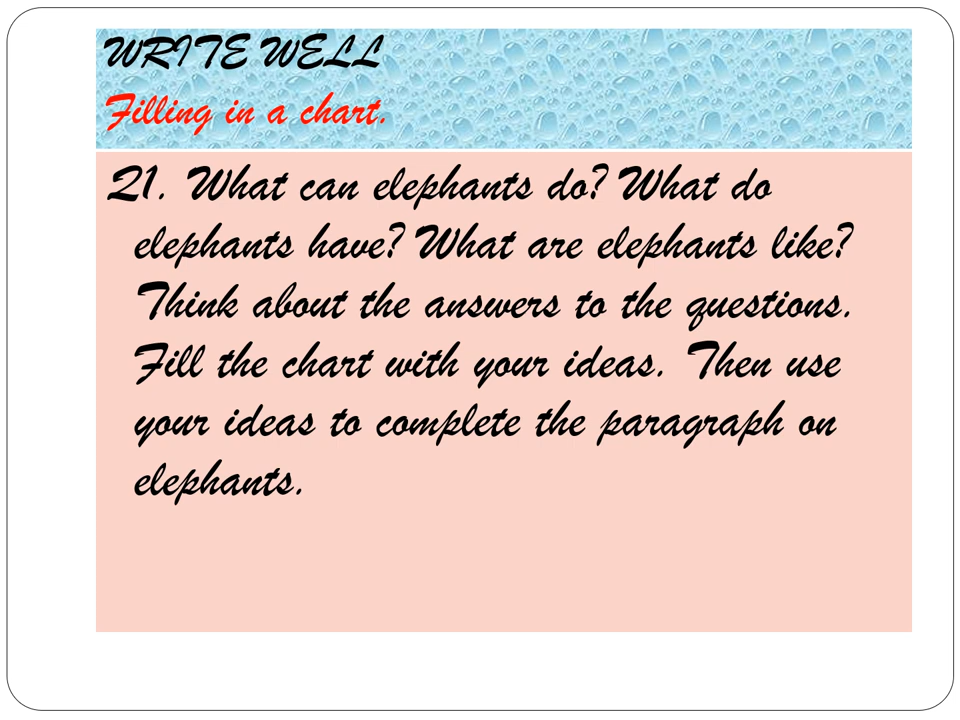 WRITE WELL
Filling in a chart.
Q1. What can elephants do? What do
elephants have? What are elephants like?
Think about the answers to the questions.
Fill the chart with your ideas. Then use
your ideas to complete the paragraph on
elephants.